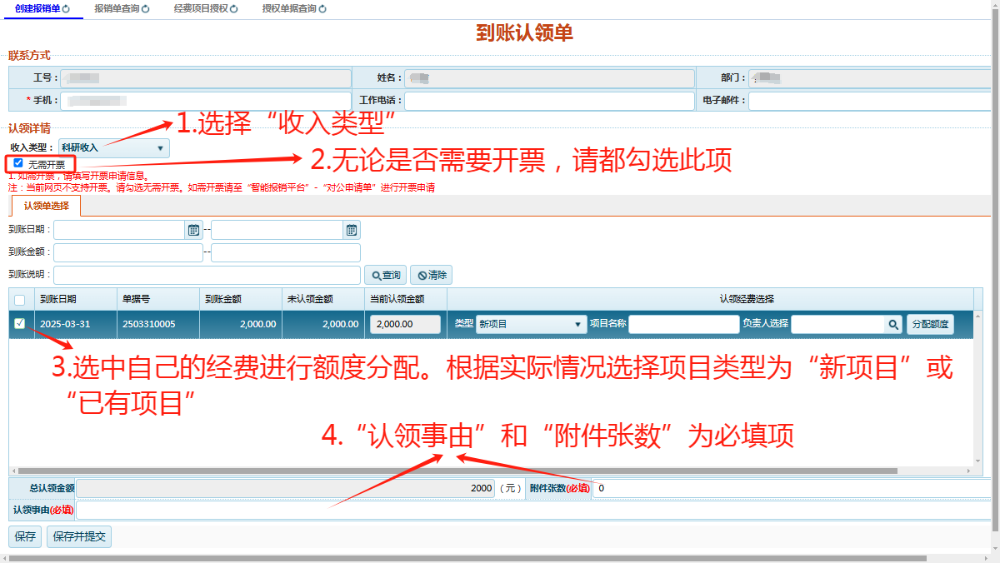 创建报销单 报销单查询 经费项目授权 授权单据查询
到账认领单
联系方式
工号： 姓名： 部门：
* 手机： 工作电话： 电子邮件：
1.选择“收入类型”
认领详情
收入类型： 科研收入
2.无论是否需要开票，请都勾选此项
无需开票
1. 如需开票，请填写开票申请信息。
注：当前网页不支持开票。请勾选无需开票。如需开票请至“智能报销平台”-“对公申请单”进行开票申请
认领单选择
到账日期： --
到账金额： --
到账说明： 查询 清除
到账日期 单据号 到账金额 未认领金额 当前认领金额 认领经费选择
2025-03-31 2503310005 2,000.00 2,000.00 2,000.00 类型 新项目 项目名称 负责人选择 分配额度
3.选中自己的经费进行额度分配。根据实际情况选择项目类型为“新项目”或
“已有项目”
4.“认领事由”和“附件张数”为必填项
总认领金额 2000 (元) 附件张数(必填) 0
认领事由(必填)
保存 保存并提交